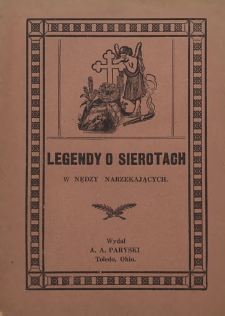 LEGENDY O SIEROTACH
W NĘDZY NARZEKAJĄCYCH.
Wydał
A. A. PARYSKI
Toledo, Ohio.